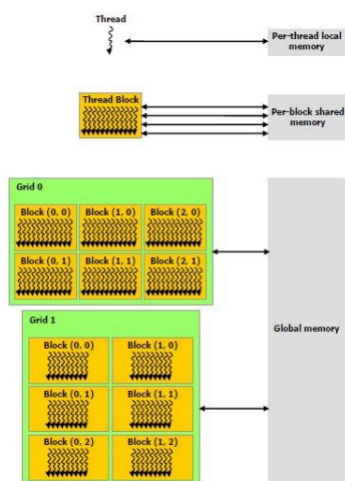 Thread
Per-thread local
memory
Thread Block
Per-block shared
memory
Grid 0
Block (0, 0) Block (1, 0) Block (2, 0)
Block (0, 1) Block (1, 1) Block (2, 1)
Grid 1
Global memory
Block (0, 0) Block (1, 0)
Block (0, 1) Block (1, 1)
Block (0, 2) Block (1, 2)